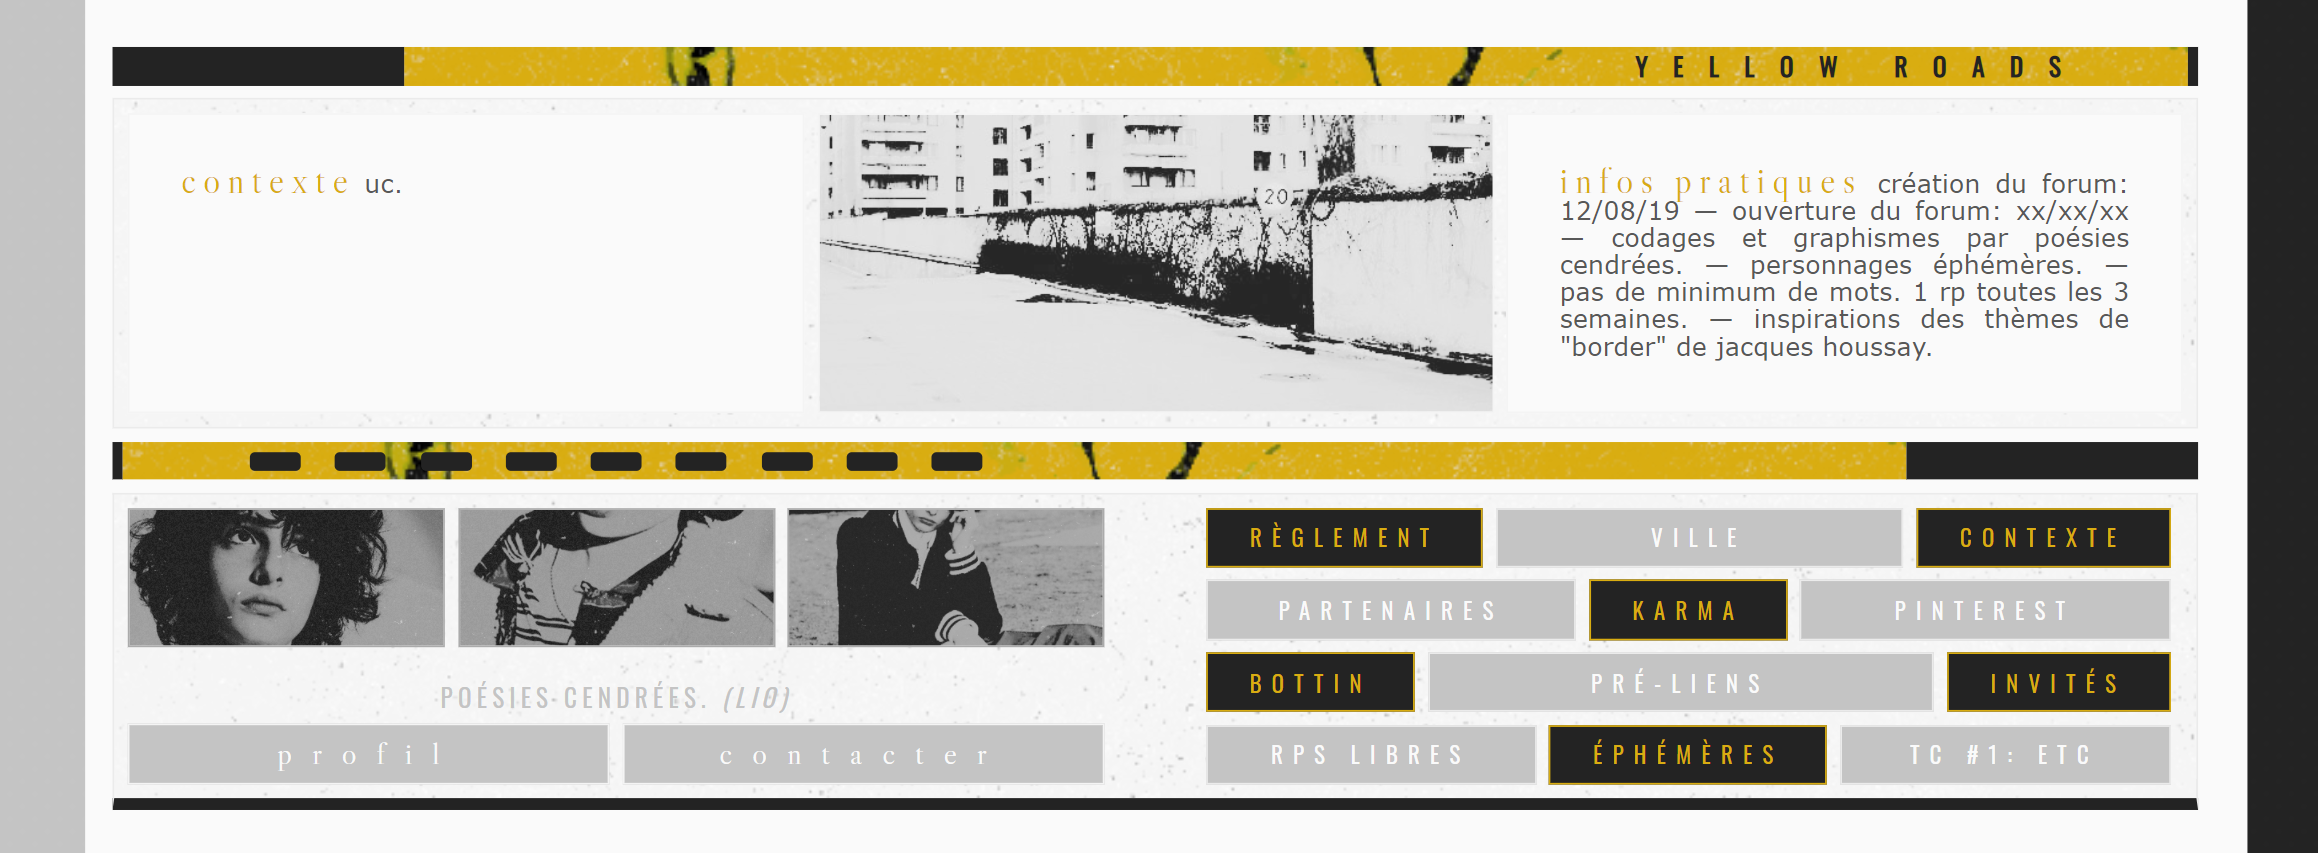 YELLOW ROADS
contexte uc.
20
infos pratiques création du forum:
12/08/19 — ouverture du forum: xx/xx/xx
— codages et graphismes par poésies
cendrées. — personnages éphémères. —
pas de minimum de mots. 1 rp toutes les 3
semaines. — inspirations des thèmes de
"border" de jacques houssay.
POÉSIES CENDRÉES. (LIO)
profil
contacter
RÈGLEMENT
VILLE
CONTEXTE
PARTENAIRES
KARMA
PINTEREST
BOTTIN
PRÉ-LIENS
INVITÉS
RPS LIBRES
ÉPHÉMÈRES
TC #1: ETC